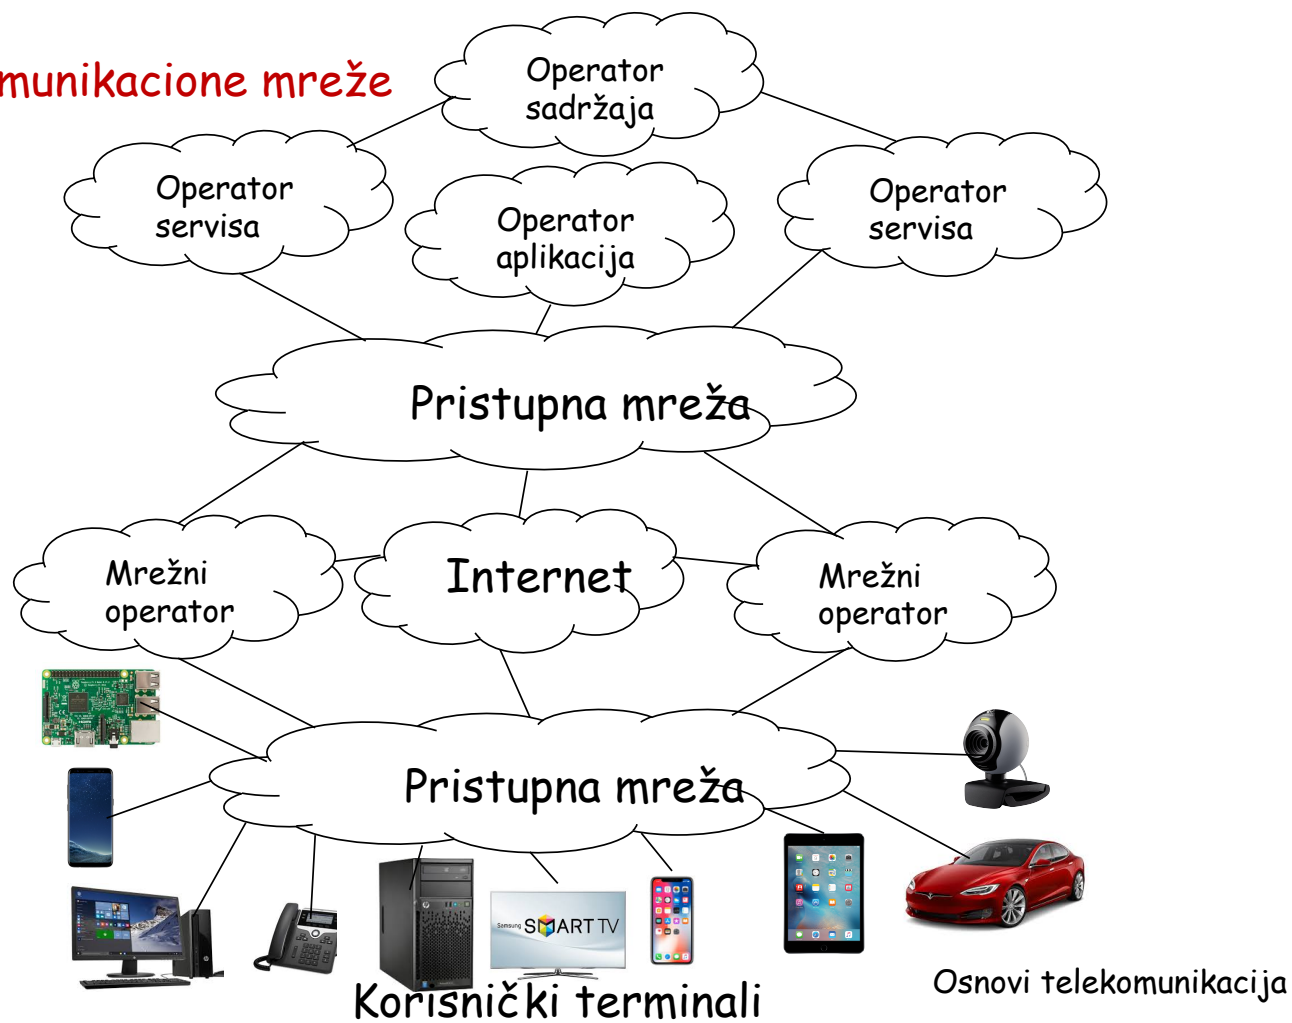 munikacione mreže
Operator
sadržaja
Operator
servisa
Operator
aplikacija
Operator
servisa
Pristupna mreža
Mrežni
operator
Internet
Mrežni
operator
Pristupna mreža
Samsung SMART TV
Korisnički terminali
Osnovi telekomunikacija